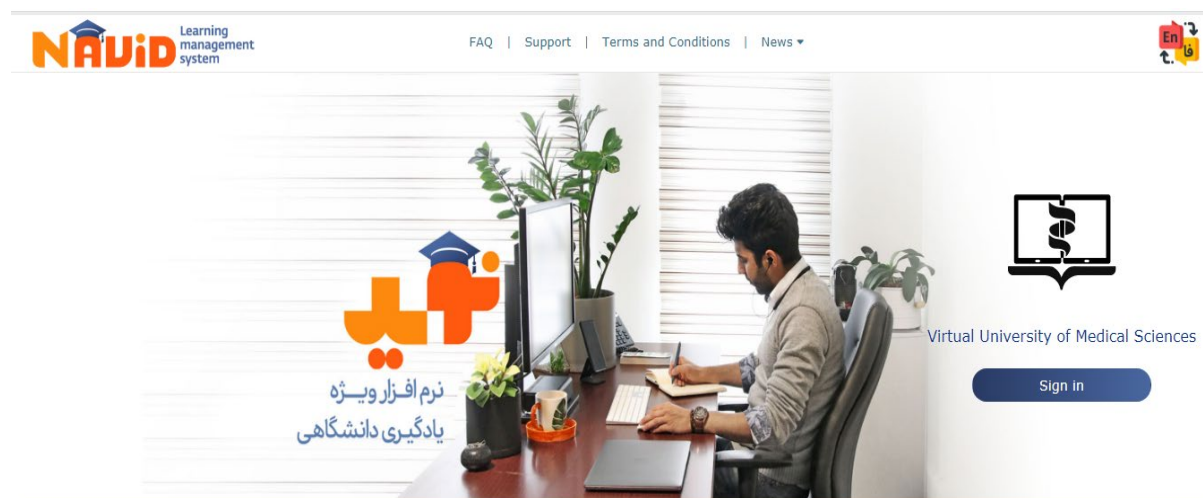 NAViD
Learning
management
system
FAQ | Support | Terms and Conditions | News
En
فا
نوید
نرم افـزار ویــژه
یادگیری دانشگاهی
Virtual University of Medical Sciences
Sign in